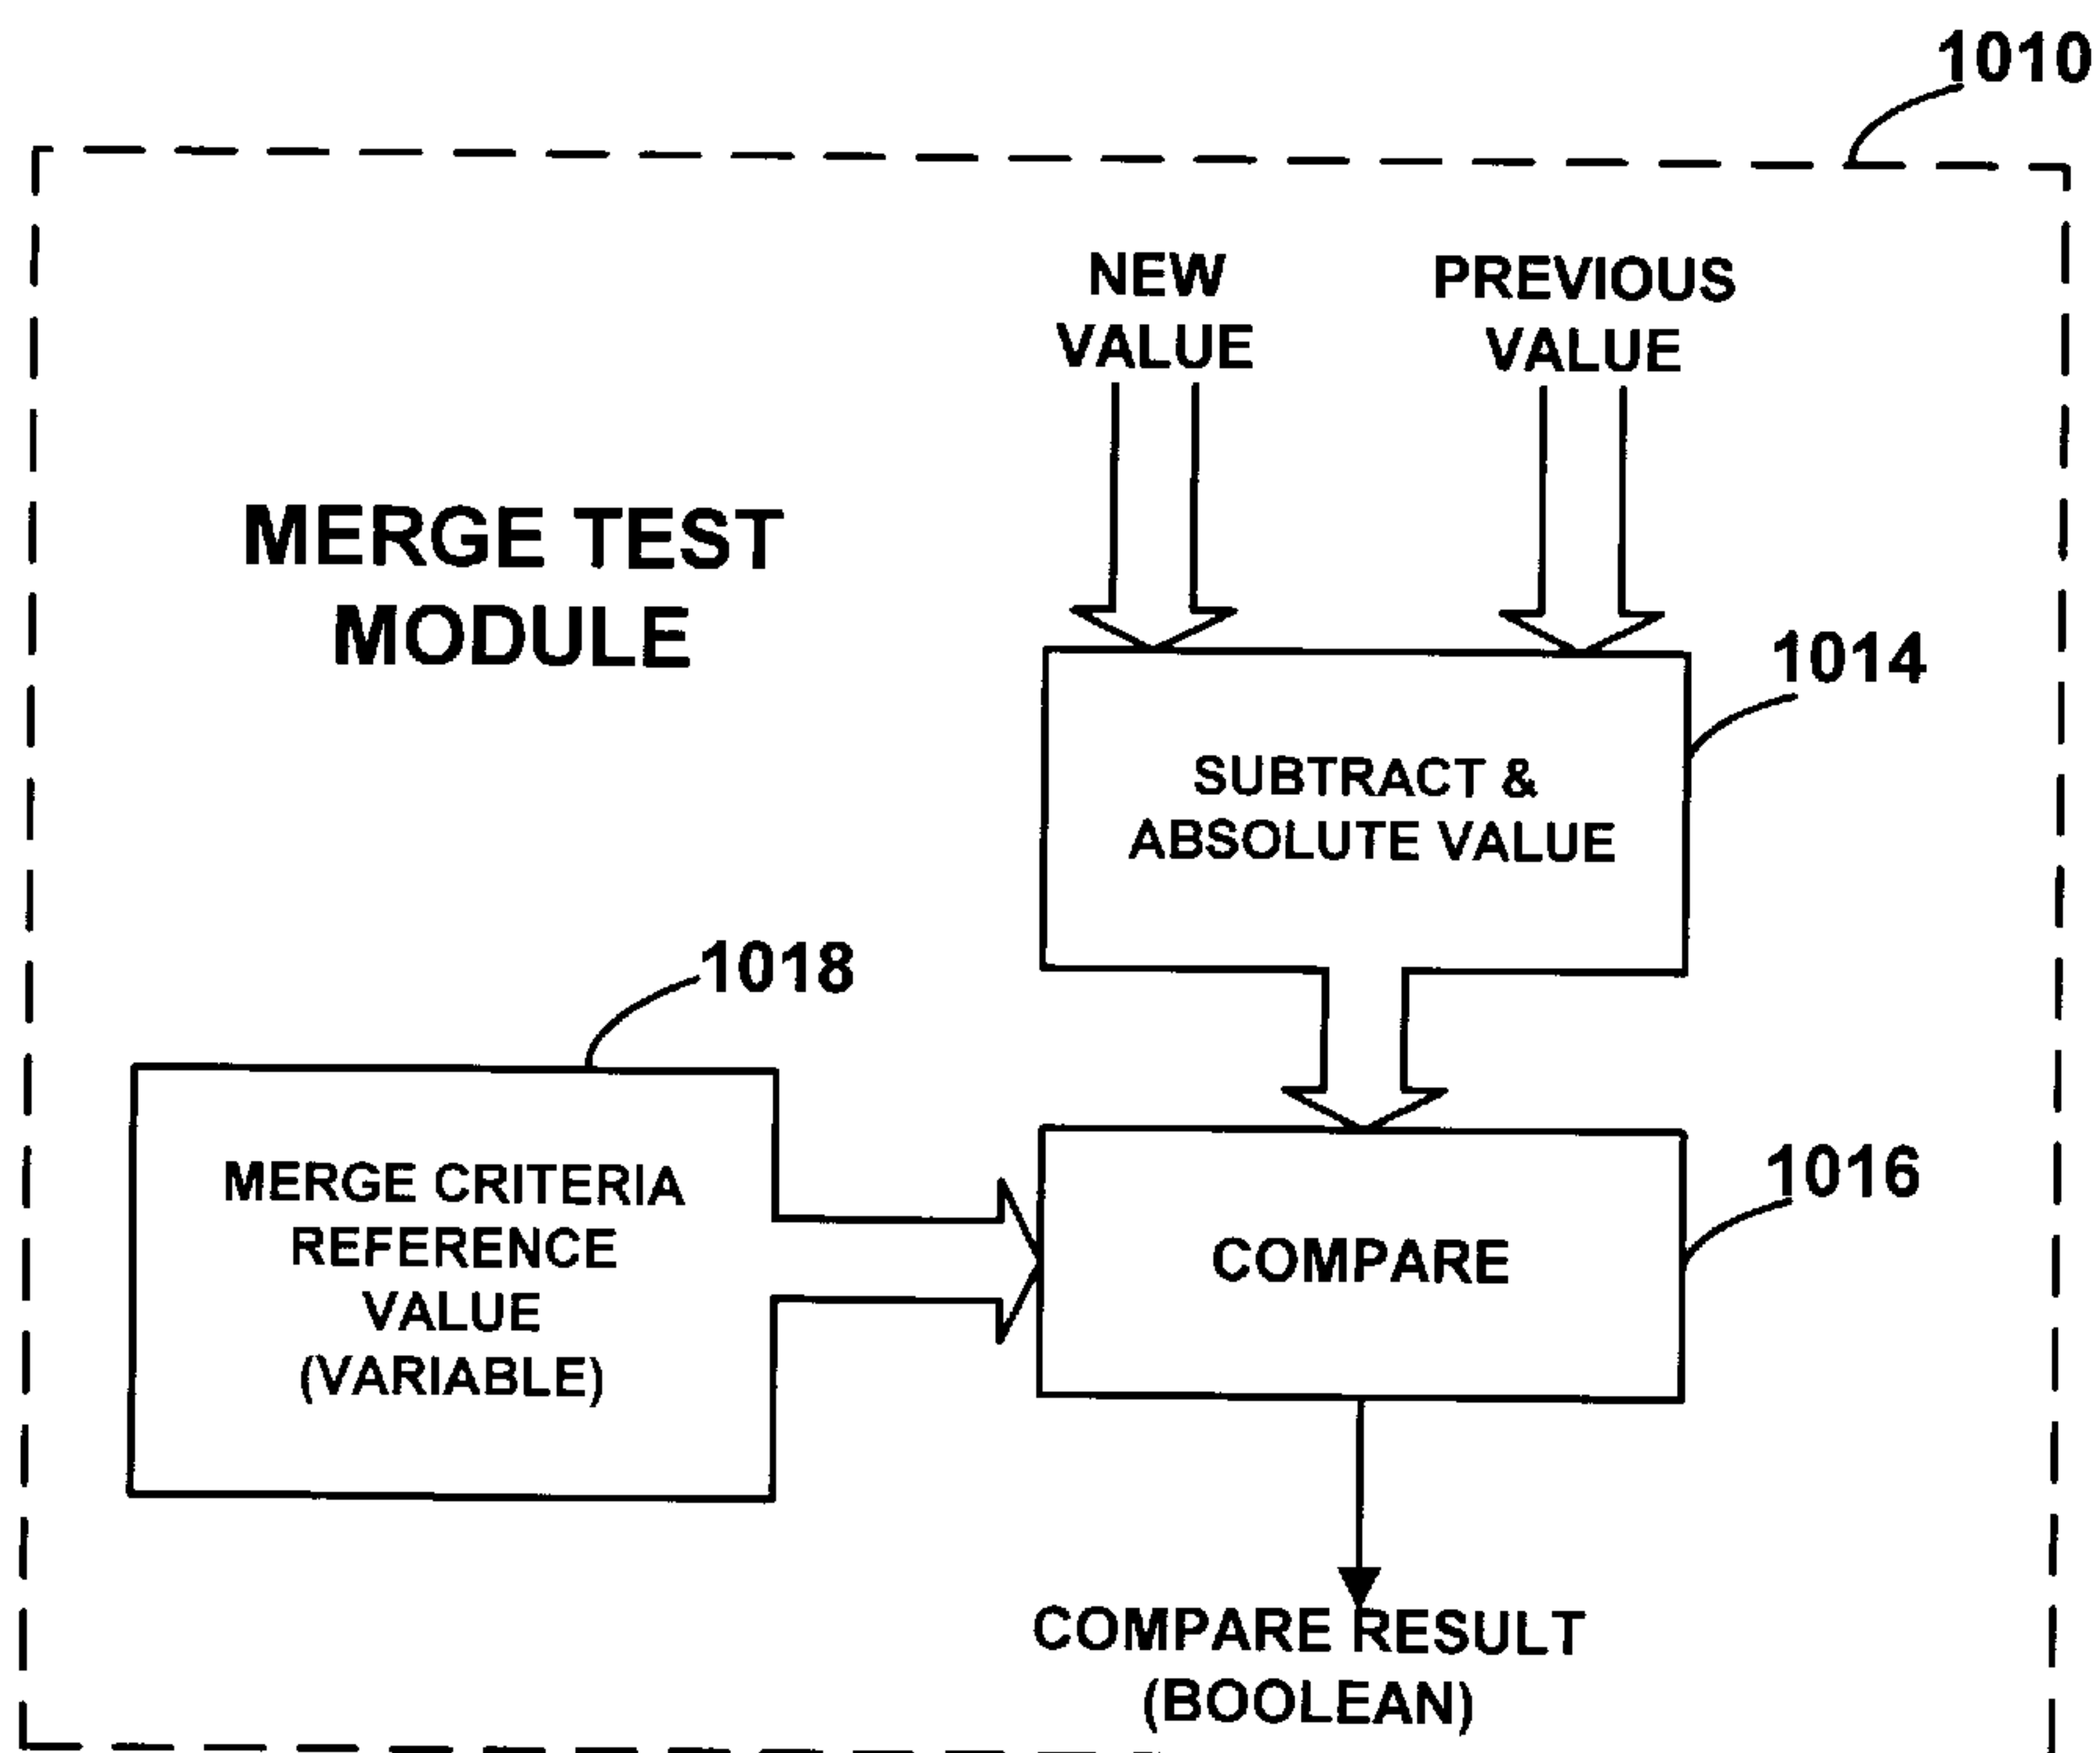 1010
NEW
VALUE
PREVIOUS
VALUE
MERGE TEST
MODULE
1014
SUBTRACT &
ABSOLUTE VALUE
1018
MERGE CRITERIA
REFERENCE
VALUE
(VARIABLE)
1016
COMPARE
COMPARE RESULT
(BOOLEAN)